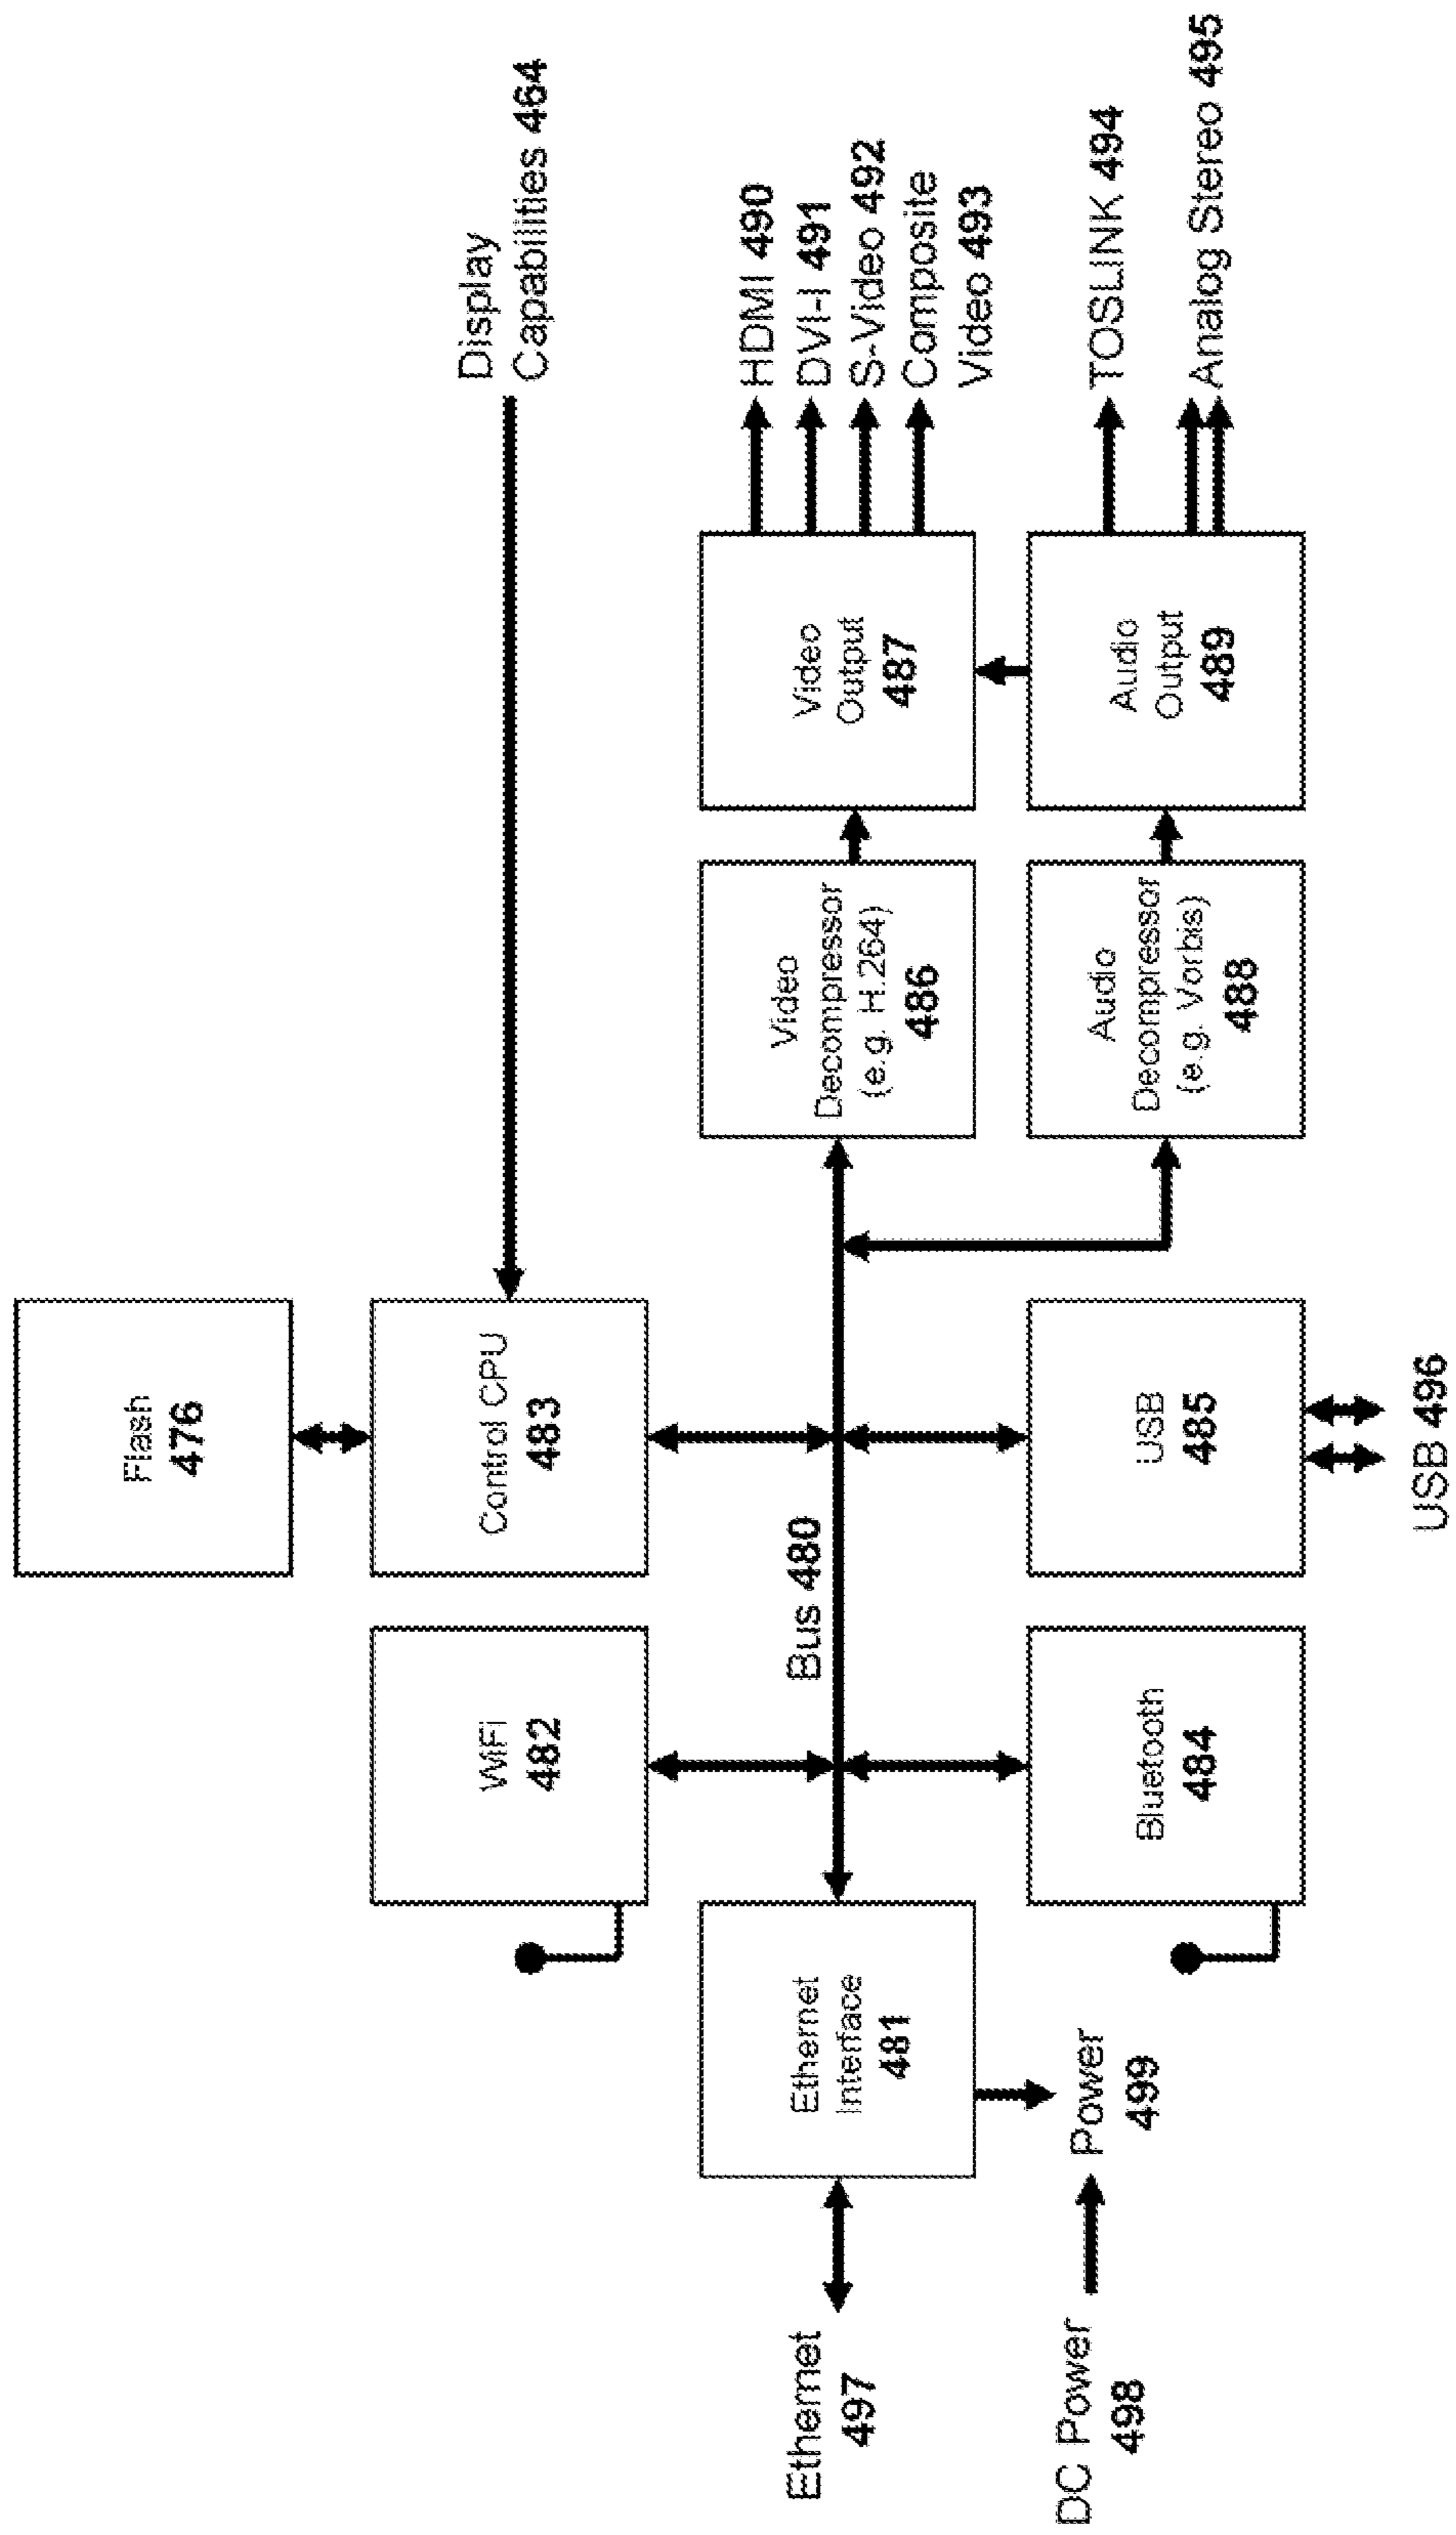 Flash
476
Display
Capabilities 464
WiFi
482
Control CPU
483
Bus 480
Ethernet
497
Ethernet
Interface
481
Video
Decompressor
(e.g. H.264)
486
Video
Output
487
HDMI 490
DVI-I 491
S-Video 492
Composite
Video 493
DC Power
498
Power
499
Bluetooth
484
USB
485
Audio
Decompressor
(e.g. Vorbis)
488
Audio
Output
489
TOSLINK 494
Analog Stereo 495
USB 496